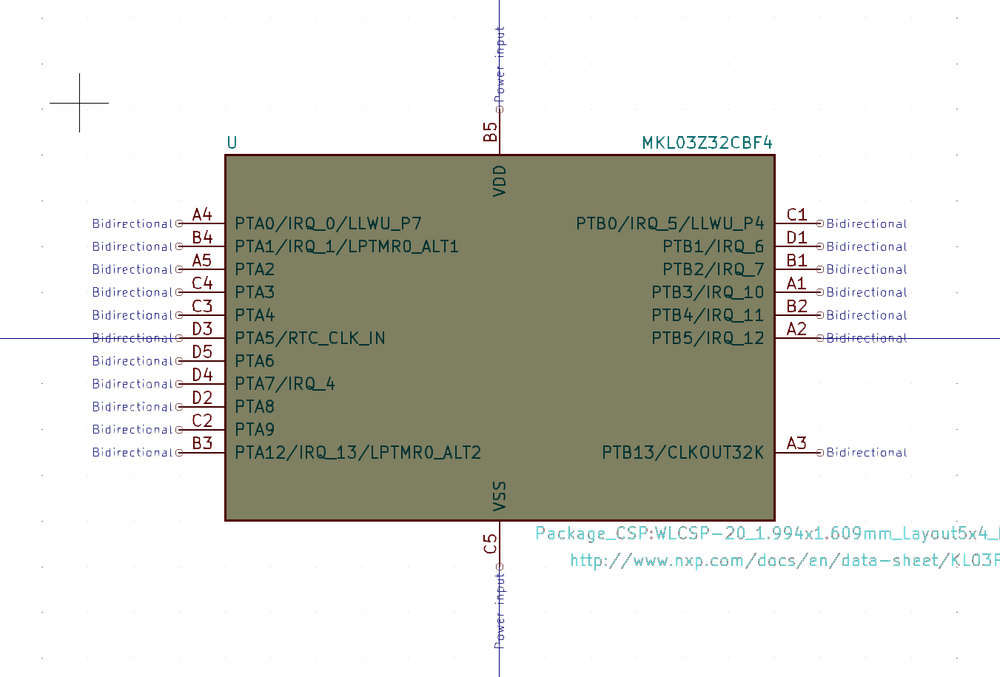 Power input
B5
U MKL03Z32CBF4
VDD
Bidirectional A4 PTA0/IRQ_0/LLWU_P7 PTB0/IRQ_5/LLWU_P4 C1 Bidirectional
Bidirectional B4 PTA1/IRQ_1/LPTMR0_ALT1 PTB1/IRQ_6 D1 Bidirectional
Bidirectional A5 PTA2 PTB2/IRQ_7 B1 Bidirectional
Bidirectional C4 PTA3 PTB3/IRQ_10 A1 Bidirectional
Bidirectional C3 PTA4 PTB4/IRQ_11 B2 Bidirectional
Bidirectional D3 PTA5/RTC_CLK_IN PTB5/IRQ_12 A2 Bidirectional
Bidirectional D5 PTA6
Bidirectional D4 PTA7/IRQ_4
Bidirectional D2 PTA8
Bidirectional C2 PTA9
Bidirectional B3 PTA12/IRQ_13/LPTMR0_ALT2 PTB13/CLKOUT32K A3 Bidirectional
VSS
C5
Package_CSP:WLCSP-20_1.994x1.609mm_Layout5x4_
http://www.nxp.com/docs/en/data-sheet/KL03
Power input